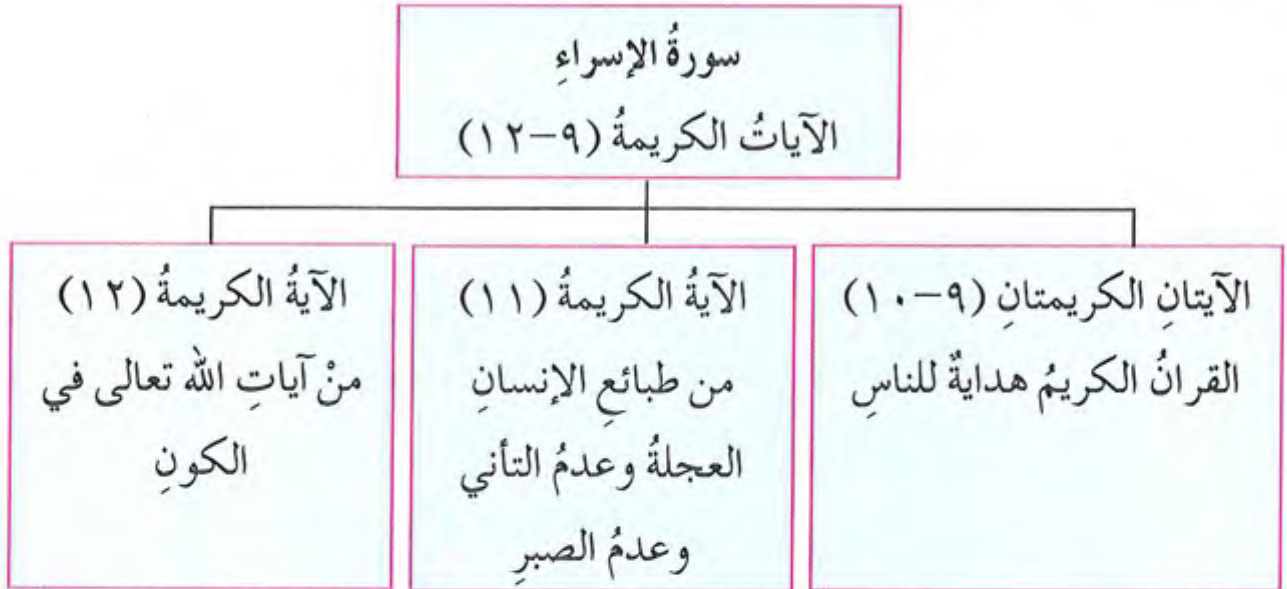 سورةُ الإسراءِ
الآياتُ الكريمةُ (٩-١٢)
الآيتانِ الكريمتانِ (٩-١٠)
القرانُ الكريمُ هدايةٌ للناسِ
الآيةُ الكريمةُ (١١)
من طبائعِ الإنسانِ
العجلةُ وعدمُ التأني
وعدمُ الصبرِ
الآيةُ الكريمةُ (١٢)
منْ آياتِ الله تعالى في
الكونِ